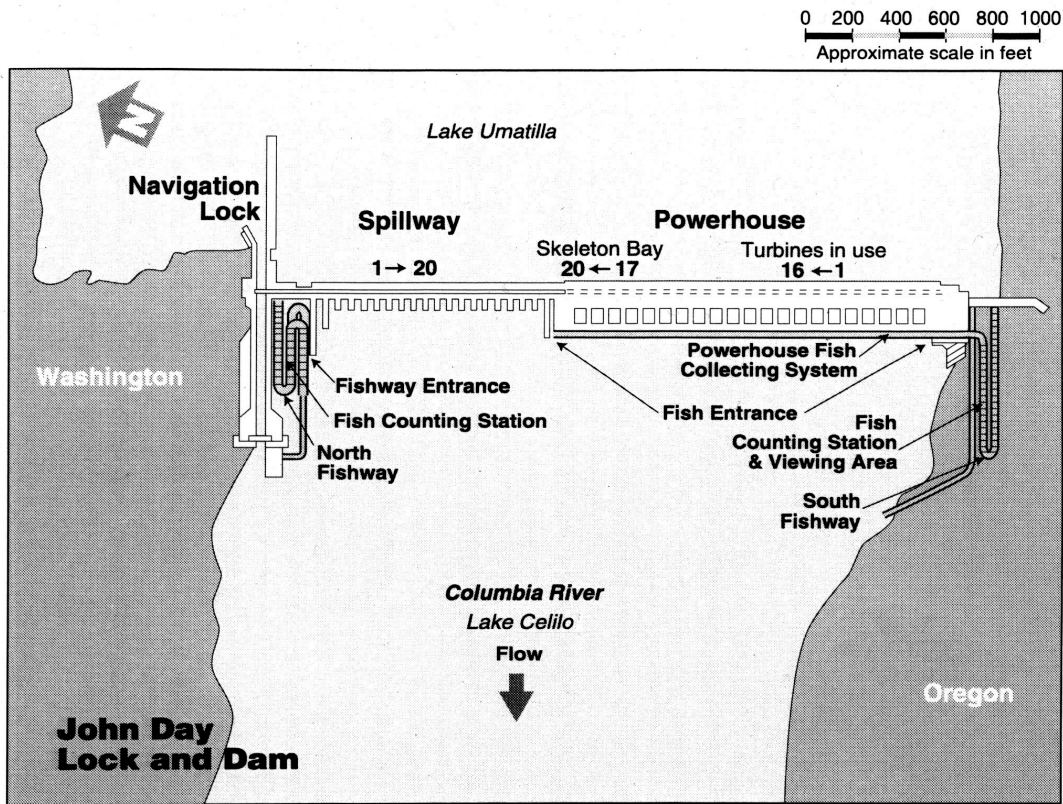 0 200 400 600 800 1000
Approximate scale in feet
N
Lake Umatilla
Navigation
Lock
Spillway
1→ 20
Powerhouse
Skeleton Bay
20 ←17
Turbines in use
16 ←1
Washington
Fishway Entrance
Fish Counting Station
North
Fishway
Powerhouse Fish
Collecting System
Fish Entrance
Fish
Counting Station
& Viewing Area
South
Fishway
Columbia River
Lake Celilo
Flow
Oregon
John Day
Lock and Dam